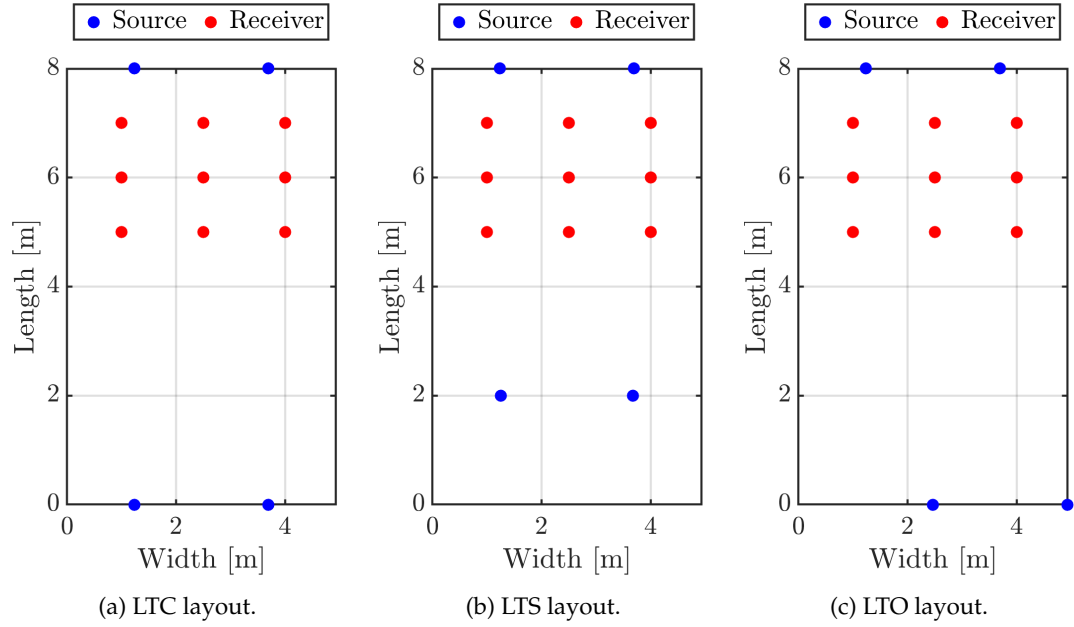 Source Receiver
8
6
4
2
0
0 2 4
Length [m]
Width [m]
(a) LTC layout.
Source Receiver
8
6
4
2
0
0 2 4
Length [m]
Width [m]
(b) LTS layout.
Source Receiver
8
6
4
2
0
0 2 4
Length [m]
Width [m]
(c) LTO layout.